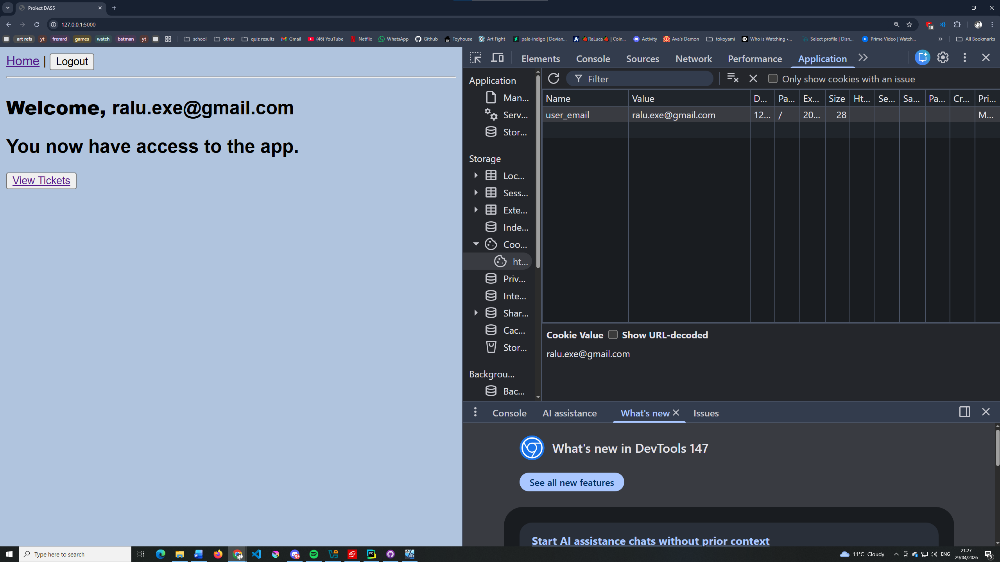 Proiect DASS
127.0.0.1:5000
10
art refs yt frerard games watch batman yt school other quiz results Gmail (46) YouTube Netflix WhatsApp Github Toyhouse Art Fight pale-indigo | Devian... 🍓RaLuca🍓 | Coin... Activity Ava's Demon tokoyami Who is Watching •... Select profile | Disn... Prime Video | Watch... » All Bookmarks
Home | Logout
Welcome, ralu.exe@gmail.com
You now have access to the app.
View Tickets
Elements Console Sources Network Performance Application
Application
Man...
Serv...
Stor...
Storage
Loc...
Sess...
Exte...
Inde...
Coo...
ht...
Priv...
Inte...
Shar...
Cac...
Stor...
Backgrou...
Bac...
Filter Only show cookies with an issue
Name Value D... Pa... Ex... Size Ht... Se... Sa... Pa... Cr... Pri...
user_email ralu.exe@gmail.com 12... / 20... 28 M...
Cookie Value Show URL-decoded
ralu.exe@gmail.com
Console AI assistance What's new Issues
What's new in DevTools 147
See all new features
Start AI assistance chats without prior context
Type here to search
11°C Cloudy
ENG
21:27
29/04/2026
5